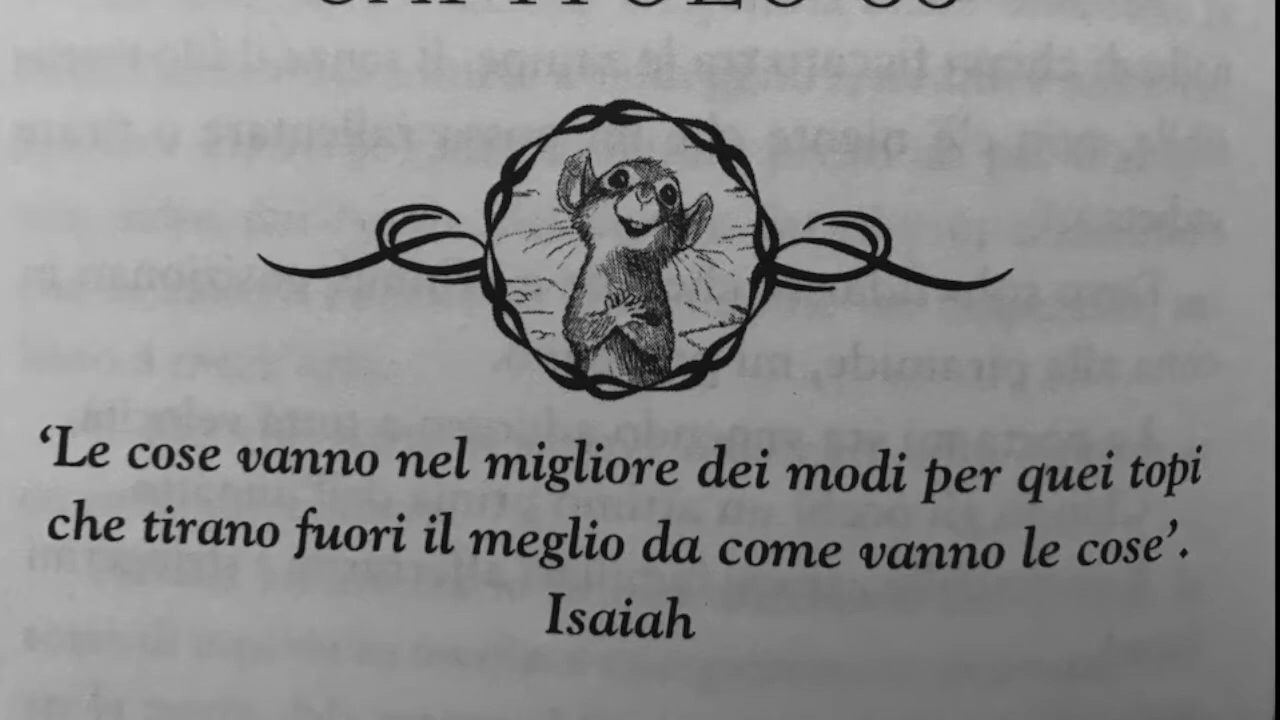 ‘Le cose vanno nel migliore dei modi per quei topi
che tirano fuori il meglio da come vanno le cose’.
Isaiah